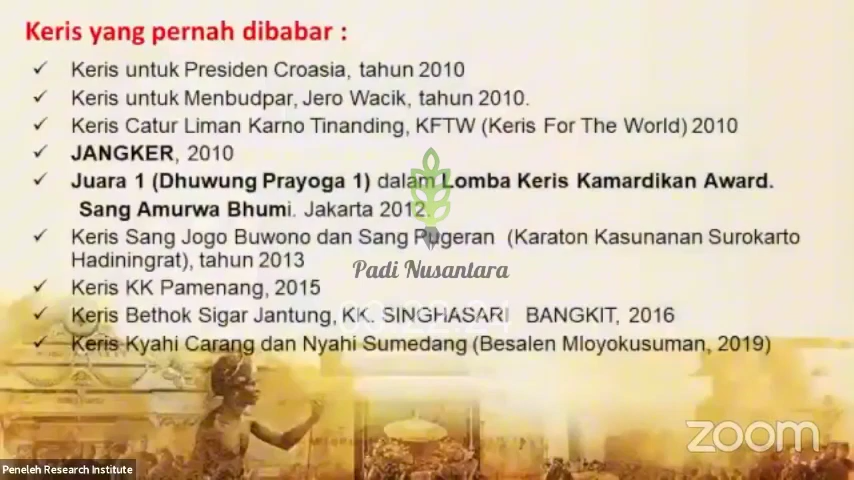 Keris yang pernah dibabar :
✓ Keris untuk Presiden Croasia, tahun 2010
✓ Keris untuk Menbudpar, Jero Wacik, tahun 2010.
✓ Keris Catur Liman Karno Tinanding, KFTW (Keris For The World) 2010
✓ JANGKER, 2010
✓ Juara 1 (Dhuwung Prayoga 1) dalam Lomba Keris Kamardikan Award.
Sang Amurwa Bhumi. Jakarta 2012.
✓ Keris Sang Jogo Buwono dan Sang Pugeran (Karaton Kasunanan Surokarto
Hadiningrat), tahun 2013
Padi Nusantara
✓ Keris KK Pamenang, 2015
03:22:24
✓ Keris Bethok Sigar Jantung, KK. SINGHASARI BANGKIT, 2016
✓ Keris Kyahi Carang dan Nyahi Sumedang (Besalen Mloyokusuman, 2019)
zoom
Peneleh Research Institute